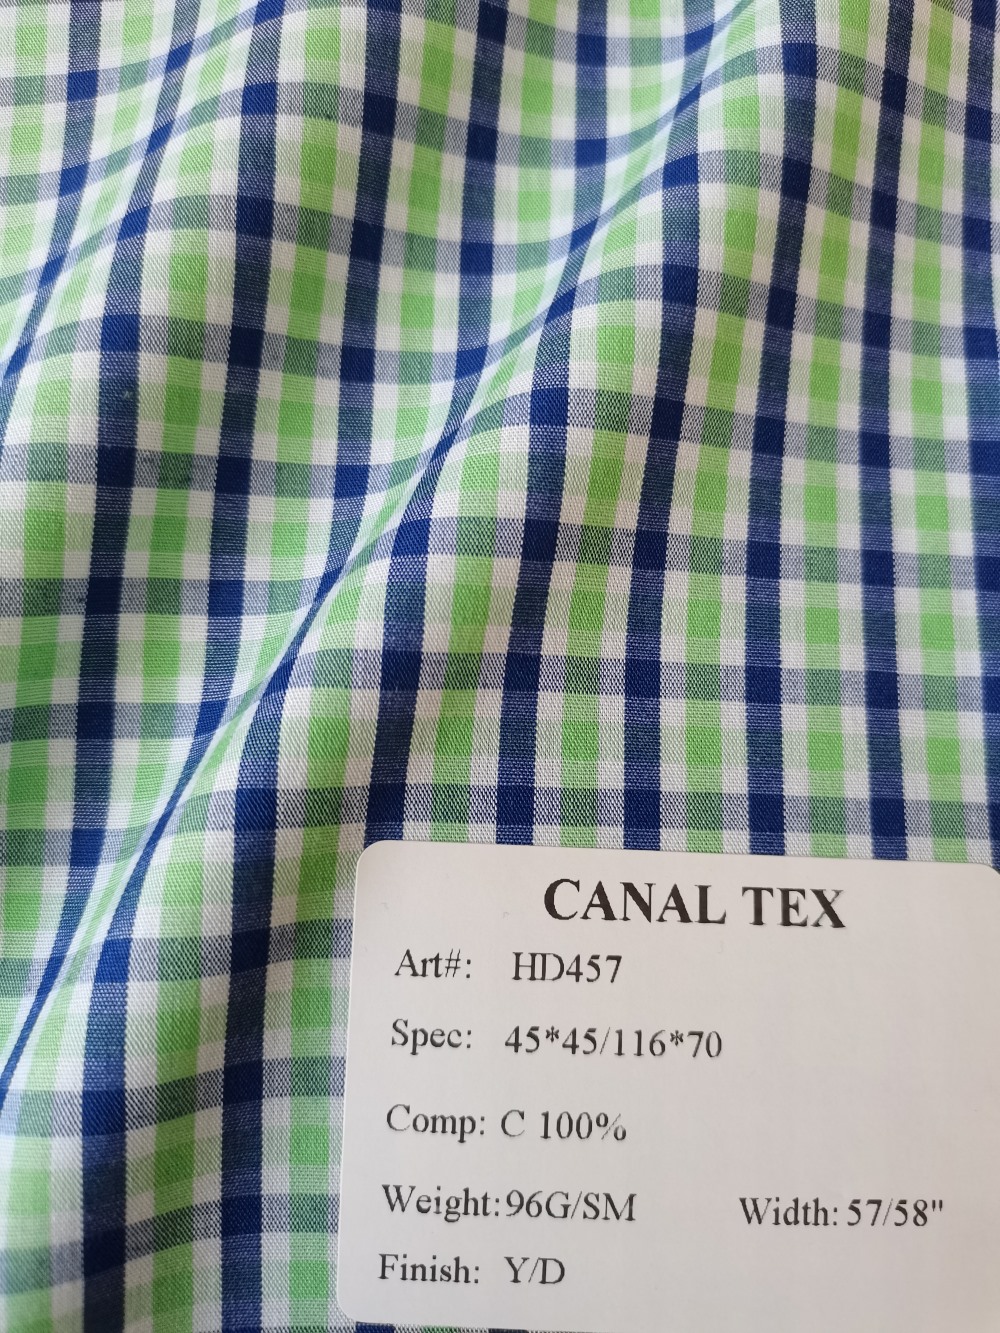 CANAL TEX
Art#: HD457
Spec: 45*45/116*70
Comp: C 100%
Weight:96G/SM Width: 57/58"
Finish: Y/D